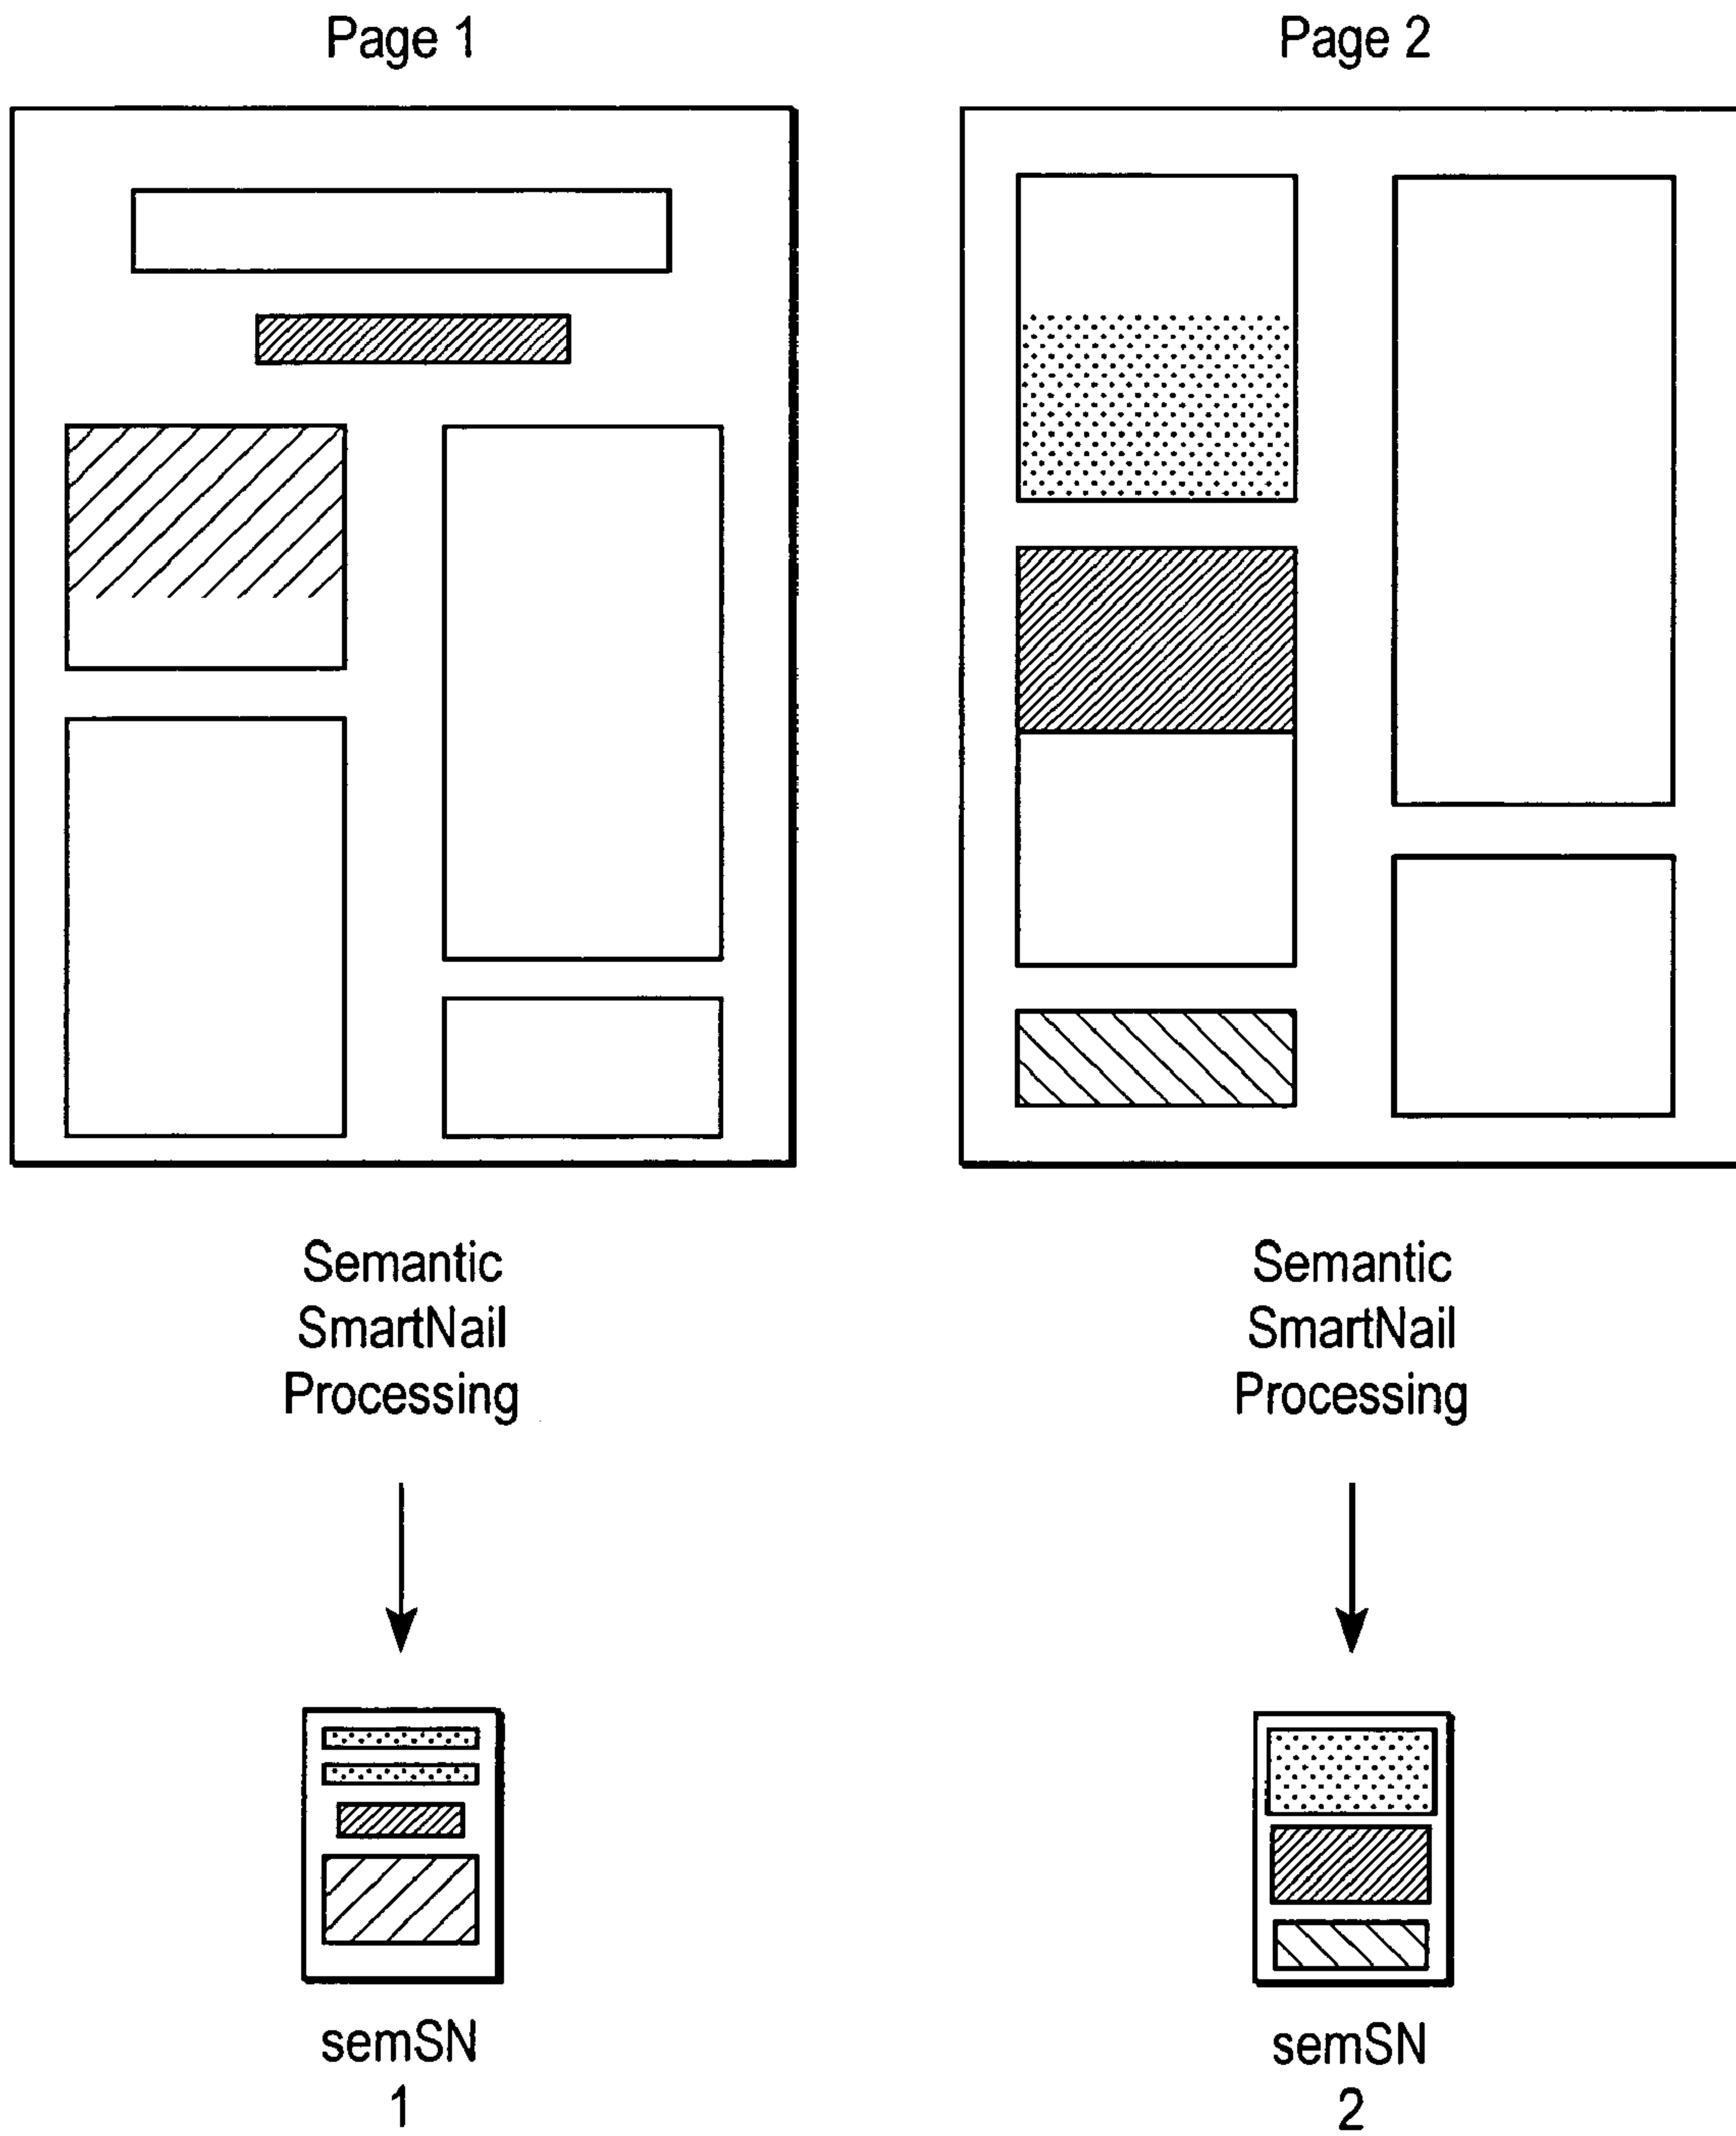 Page 1
Page 2
Semantic
SmartNail
Processing
Semantic
SmartNail
Processing
semSN
1
semSN
2